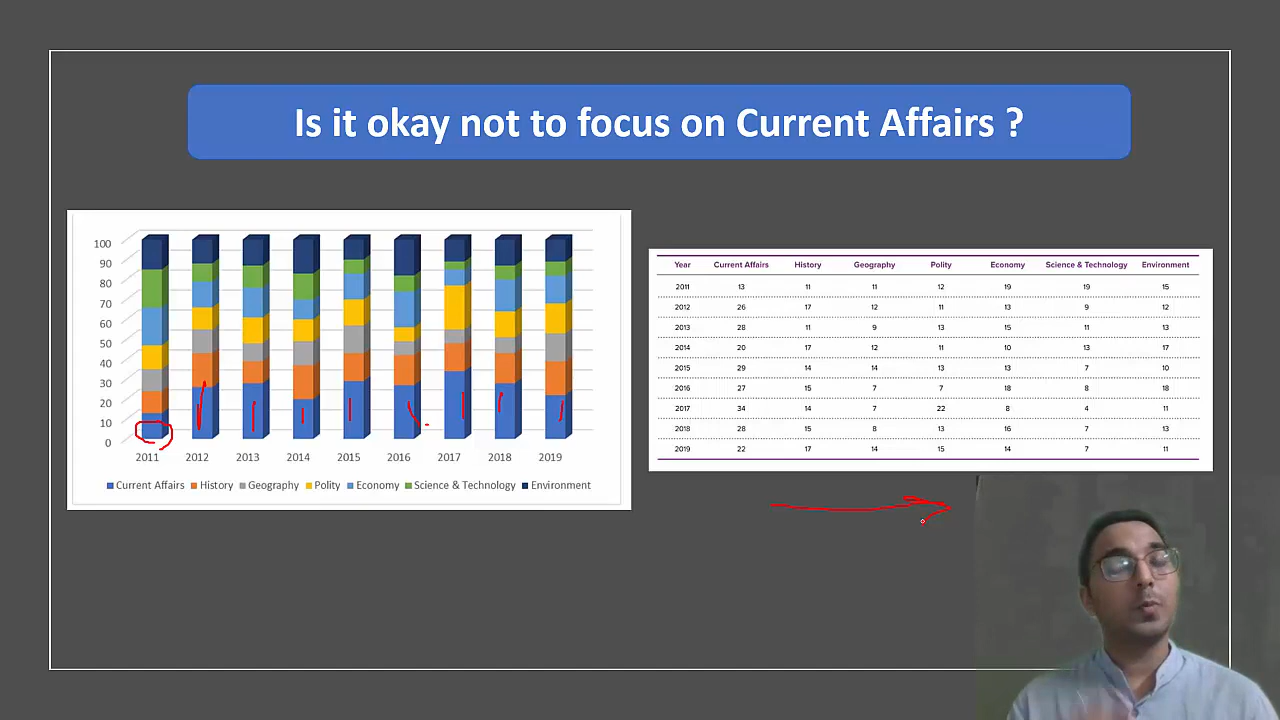 Is it okay not to focus on Current Affairs ?
100
90
80
70
60
50
40
30
20
10
0
2011 2012 2013 2014 2015 2016 2017 2018 2019
Current Affairs History Geography Polity Economy Science & Technology Environment
Year Current Affairs History Geography Polity Economy Science & Technology Environment
2011 13 11 11 12 19 19 15
2012 26 17 12 11 13 9 12
2013 28 11 9 13 15 11 13
2014 20 17 12 11 10 13 17
2015 29 14 14 13 13 7 10
2016 27 15 7 7 18 8 18
2017 34 14 7 22 8 4 11
2018 28 15 8 13 16 7 13
2019 22 17 14 15 14 7 11